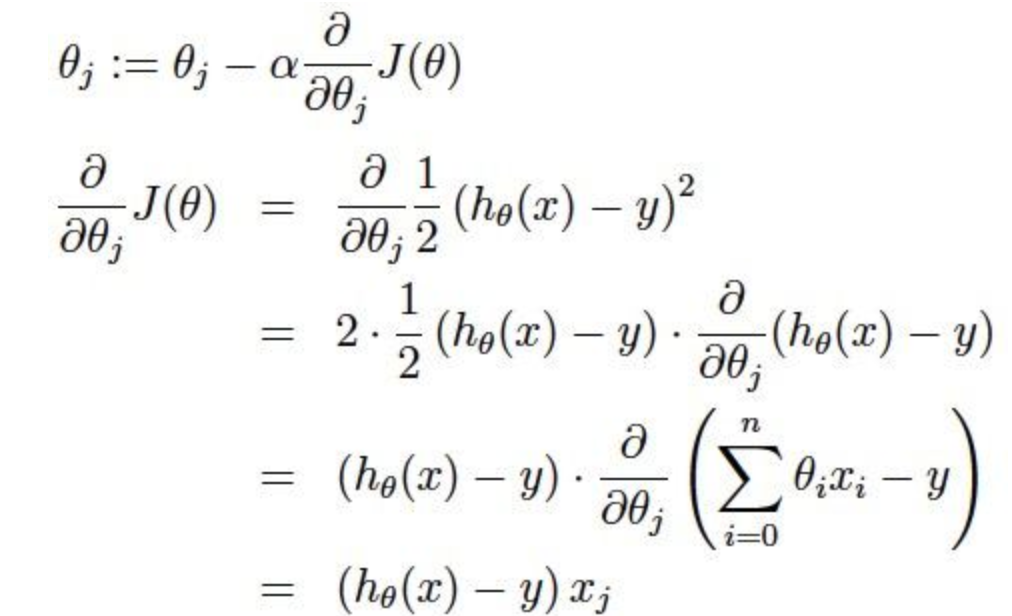 θ_j := θ_j − α ∂/∂θ_j J(θ)
∂/∂θ_j J(θ) = ∂/∂θ_j 1/2 (h_θ(x) − y)^2
= 2 · 1/2 (h_θ(x) − y) · ∂/∂θ_j (h_θ(x) − y)
= (h_θ(x) − y) · ∂/∂θ_j (∑_{i=0}^{n} θ_i x_i − y)
= (h_θ(x) − y) x_j